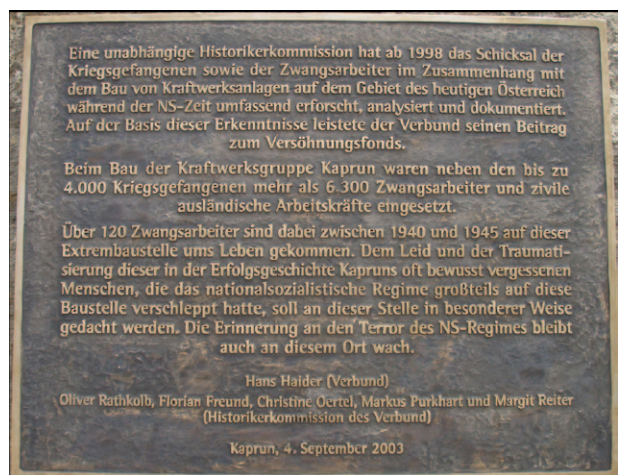 Eine unabhängige Historikerkommission hat ab 1998 das Schicksal der
Kriegsgefangenen sowie der Zwangsarbeiter im Zusammenhang mit
dem Bau von Kraftwerksanlagen auf dem Gebiet des heutigen Österreich
während der NS-Zeit umfassend erforscht, analysiert und dokumentiert.
Auf der Basis dieser Erkenntnisse leistete der Verbund seinen Beitrag
zum Versöhnungsfonds.
Beim Bau der Kraftwerksgruppe Kaprun waren neben den bis zu
4.000 Kriegsgefangenen mehr als 6.300 Zwangsarbeiter und zivile
ausländische Arbeitskräfte eingesetzt.
Über 120 Zwangsarbeiter sind dabei zwischen 1940 und 1945 auf dieser
Extrembaustelle ums Leben gekommen. Dem Leid und der Traumati-
sierung dieser in der Erfolgsgeschichte Kapruns oft bewusst vergessenen
Menschen, die das nationalsozialistische Regime großteils auf diese
Baustelle verschleppt hatte, soll an dieser Stelle in besonderer Weise
gedacht werden. Die Erinnerung an den Terror des NS-Regimes bleibt
auch an diesem Ort wach.
Hans Haider (Verbund)
Oliver Rathkolb, Florian Freund, Christine Oertel, Markus Purkhart und Margit Reiter
(Historikerkommission des Verbund)
Kaprun, 4. September 2003